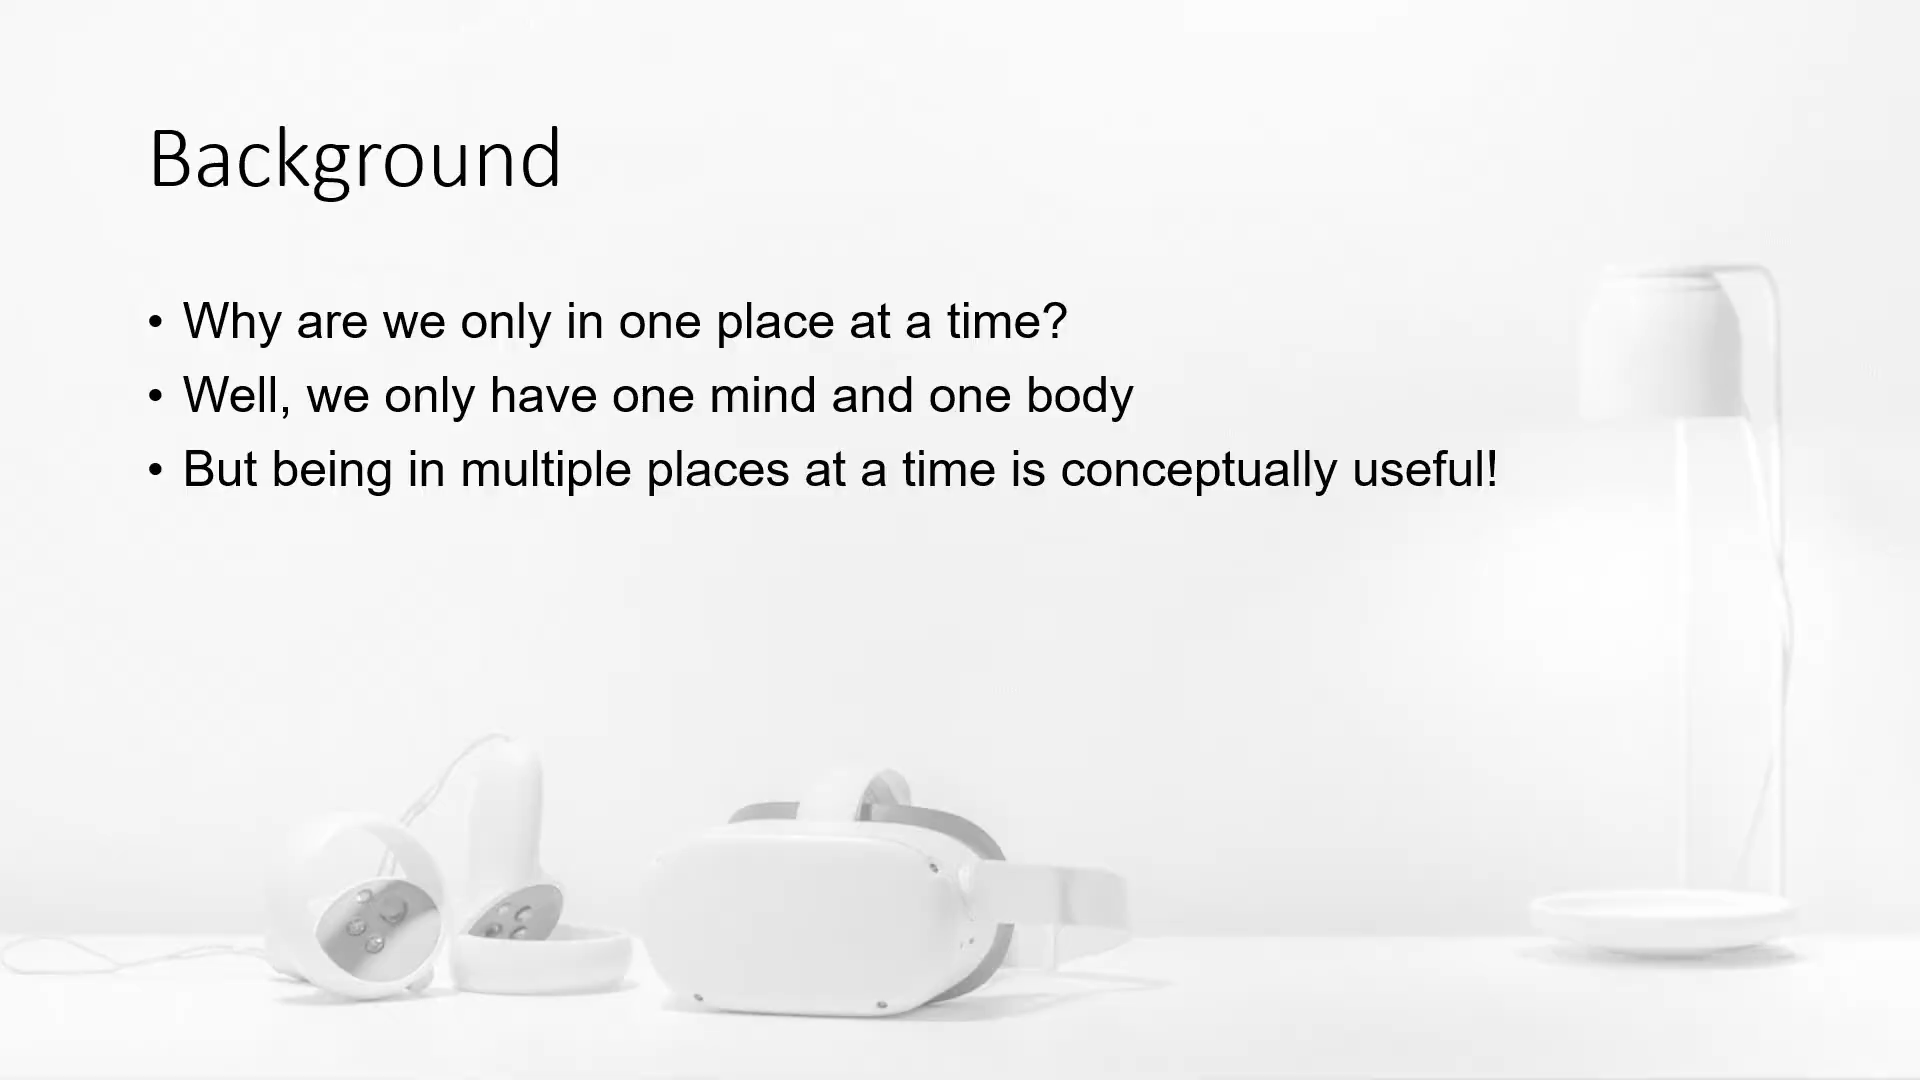 Background
• Why are we only in one place at a time?
• Well, we only have one mind and one body
• But being in multiple places at a time is conceptually useful!